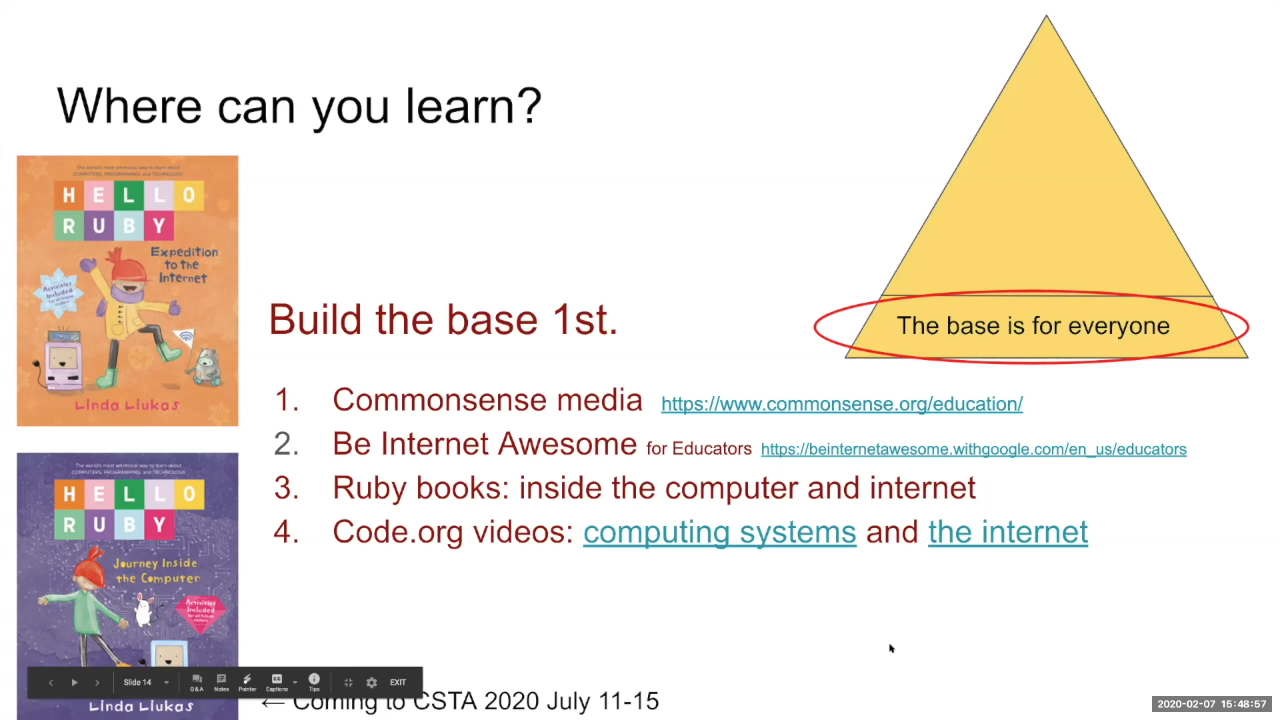 Where can you learn?
The world's most whimsical way to learn about
COMPUTERS, PROGRAMMING, and TECHNOLOGY
HELLO
RUBY
Expedition
to the
Internet
Activities
Included
Linda Liukas
The base is for everyone
Build the base 1st.
1. Commonsense media https://www.commonsense.org/education/
2. Be Internet Awesome for Educators https://beinternetawesome.withgoogle.com/en_us/educators
3. Ruby books: inside the computer and internet
4. Code.org videos: computing systems and the internet
The world's most whimsical way to learn about
COMPUTERS, PROGRAMMING, and TECHNOLOGY
HELLO
RUBY
Journey Inside
the Computer
Activities
Included
Linda Liukas
Slide 14
Q&A Notes Pointer Captions Tips EXIT
← Coming to CSTA 2020 July 11-15
2020-02-07 15:48:57